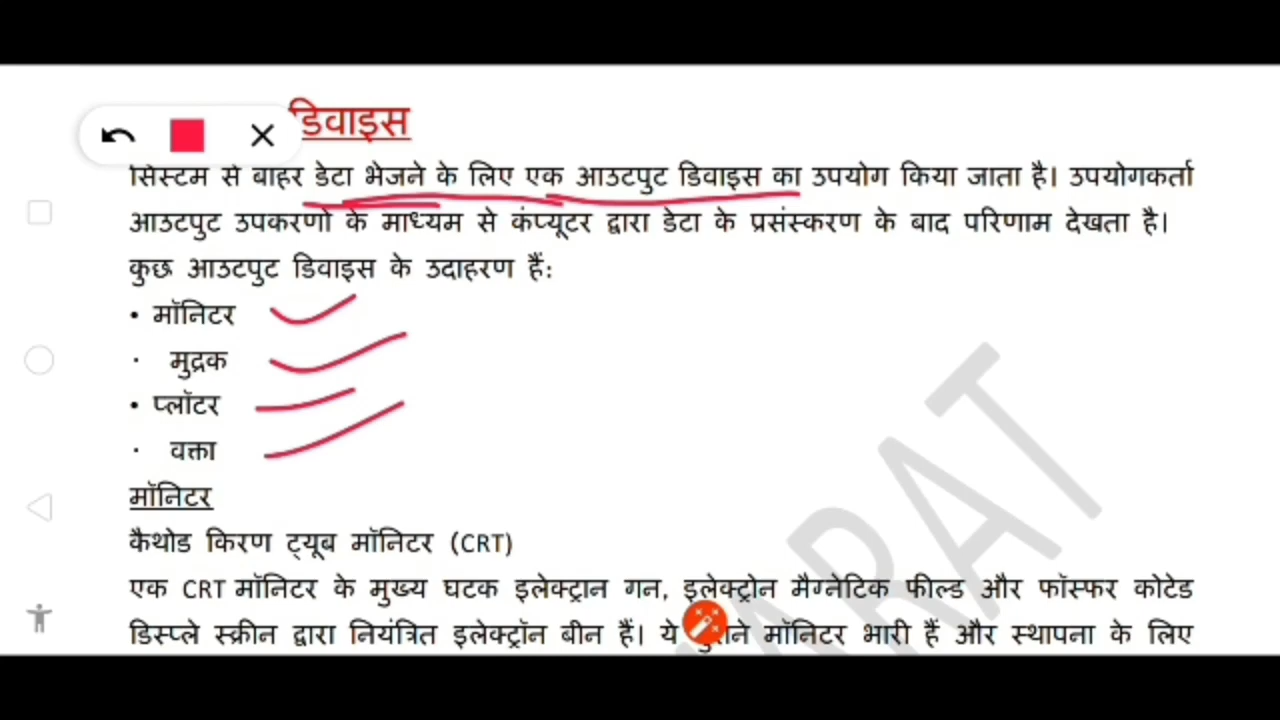 डिवाइस
सिस्टम से बाहर डेटा भेजने के लिए एक आउटपुट डिवाइस का उपयोग किया जाता है। उपयोगकर्ता
आउटपुट उपकरणों के माध्यम से कंप्यूटर द्वारा डेटा के प्रसंस्करण के बाद परिणाम देखता है।
कुछ आउटपुट डिवाइस के उदाहरण हैं:
• मॉनिटर
· मुद्रक
• प्लॉटर
· वक्ता
मॉनिटर
कैथोड किरण ट्यूब मॉनिटर (CRT)
एक CRT मॉनिटर के मुख्य घटक इलेक्ट्रान गन, इलेक्ट्रोन मैग्नेटिक फील्ड और फॉस्फर कोटेड
डिस्प्ले स्क्रीन द्वारा नियंत्रित इलेक्ट्रॉन बीन हैं। ये मॉनिटर भारी हैं और स्थापना के लिए